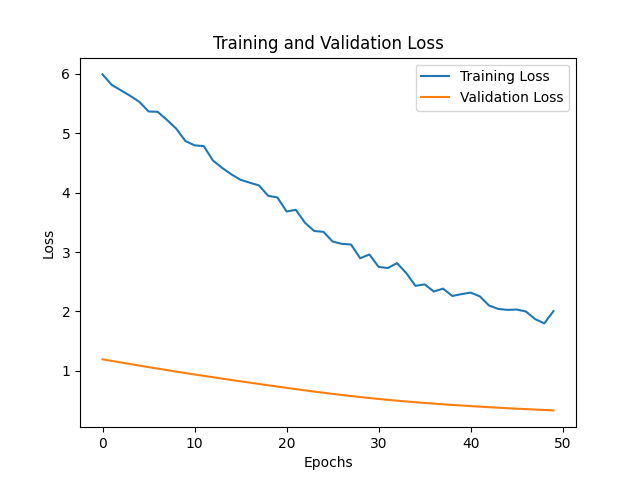 Training and Validation Loss
Training Loss
Validation Loss
6
5
4
3
2
1
Loss
0 10 20 30 40 50
Epochs